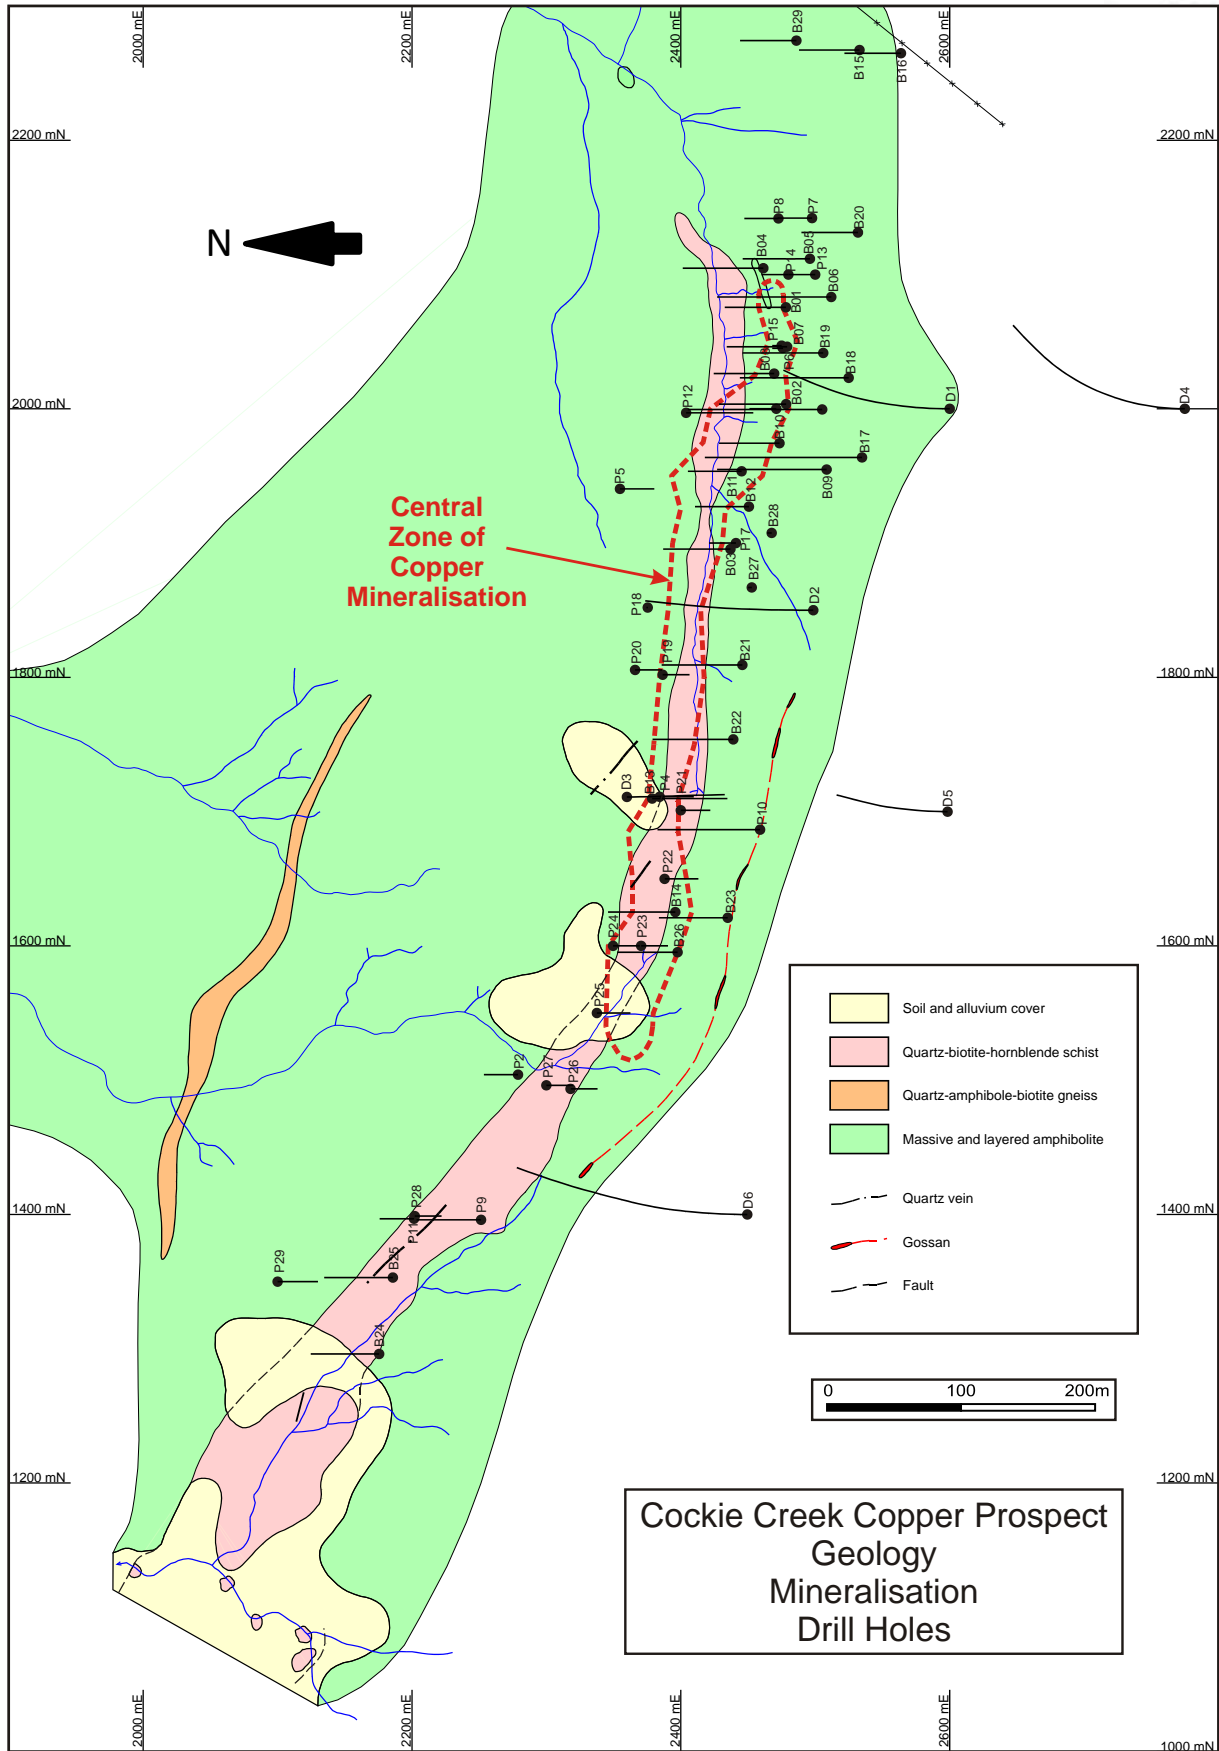 2000 mE
2200 mE
2400 mE
2600 mE
B29
B15
B16
2200 mN
2200 mN
N
P8
P7
B20
B04
B05
P14
P13
B06
B01
P15
B07
B19
P6
B18
B02
P12
D1
D4
2000 mN
2000 mN
B10
B17
B11
B09
P5
B12
B28
Central
Zone of
Copper
Mineralisation
P17
B03
B27
P18
D2
P20
P19
B21
1800 mN
1800 mN
B22
D3
B13
P4
P21
P10
D5
P22
B14
B23
P24
P23
B26
1600 mN
1600 mN
P25
P2
P27
P26
Soil and alluvium cover
Quartz-biotite-hornblende schist
Quartz-amphibole-biotite gneiss
Massive and layered amphibolite
Quartz vein
Gossan
Fault
P28
P11
P9
D6
1400 mN
1400 mN
P29
B25
B24
0
100
200m
1200 mN
1200 mN
Cockie Creek Copper Prospect
Geology
Mineralisation
Drill Holes
2000 mE
2200 mE
2400 mE
2600 mE
1000 mN